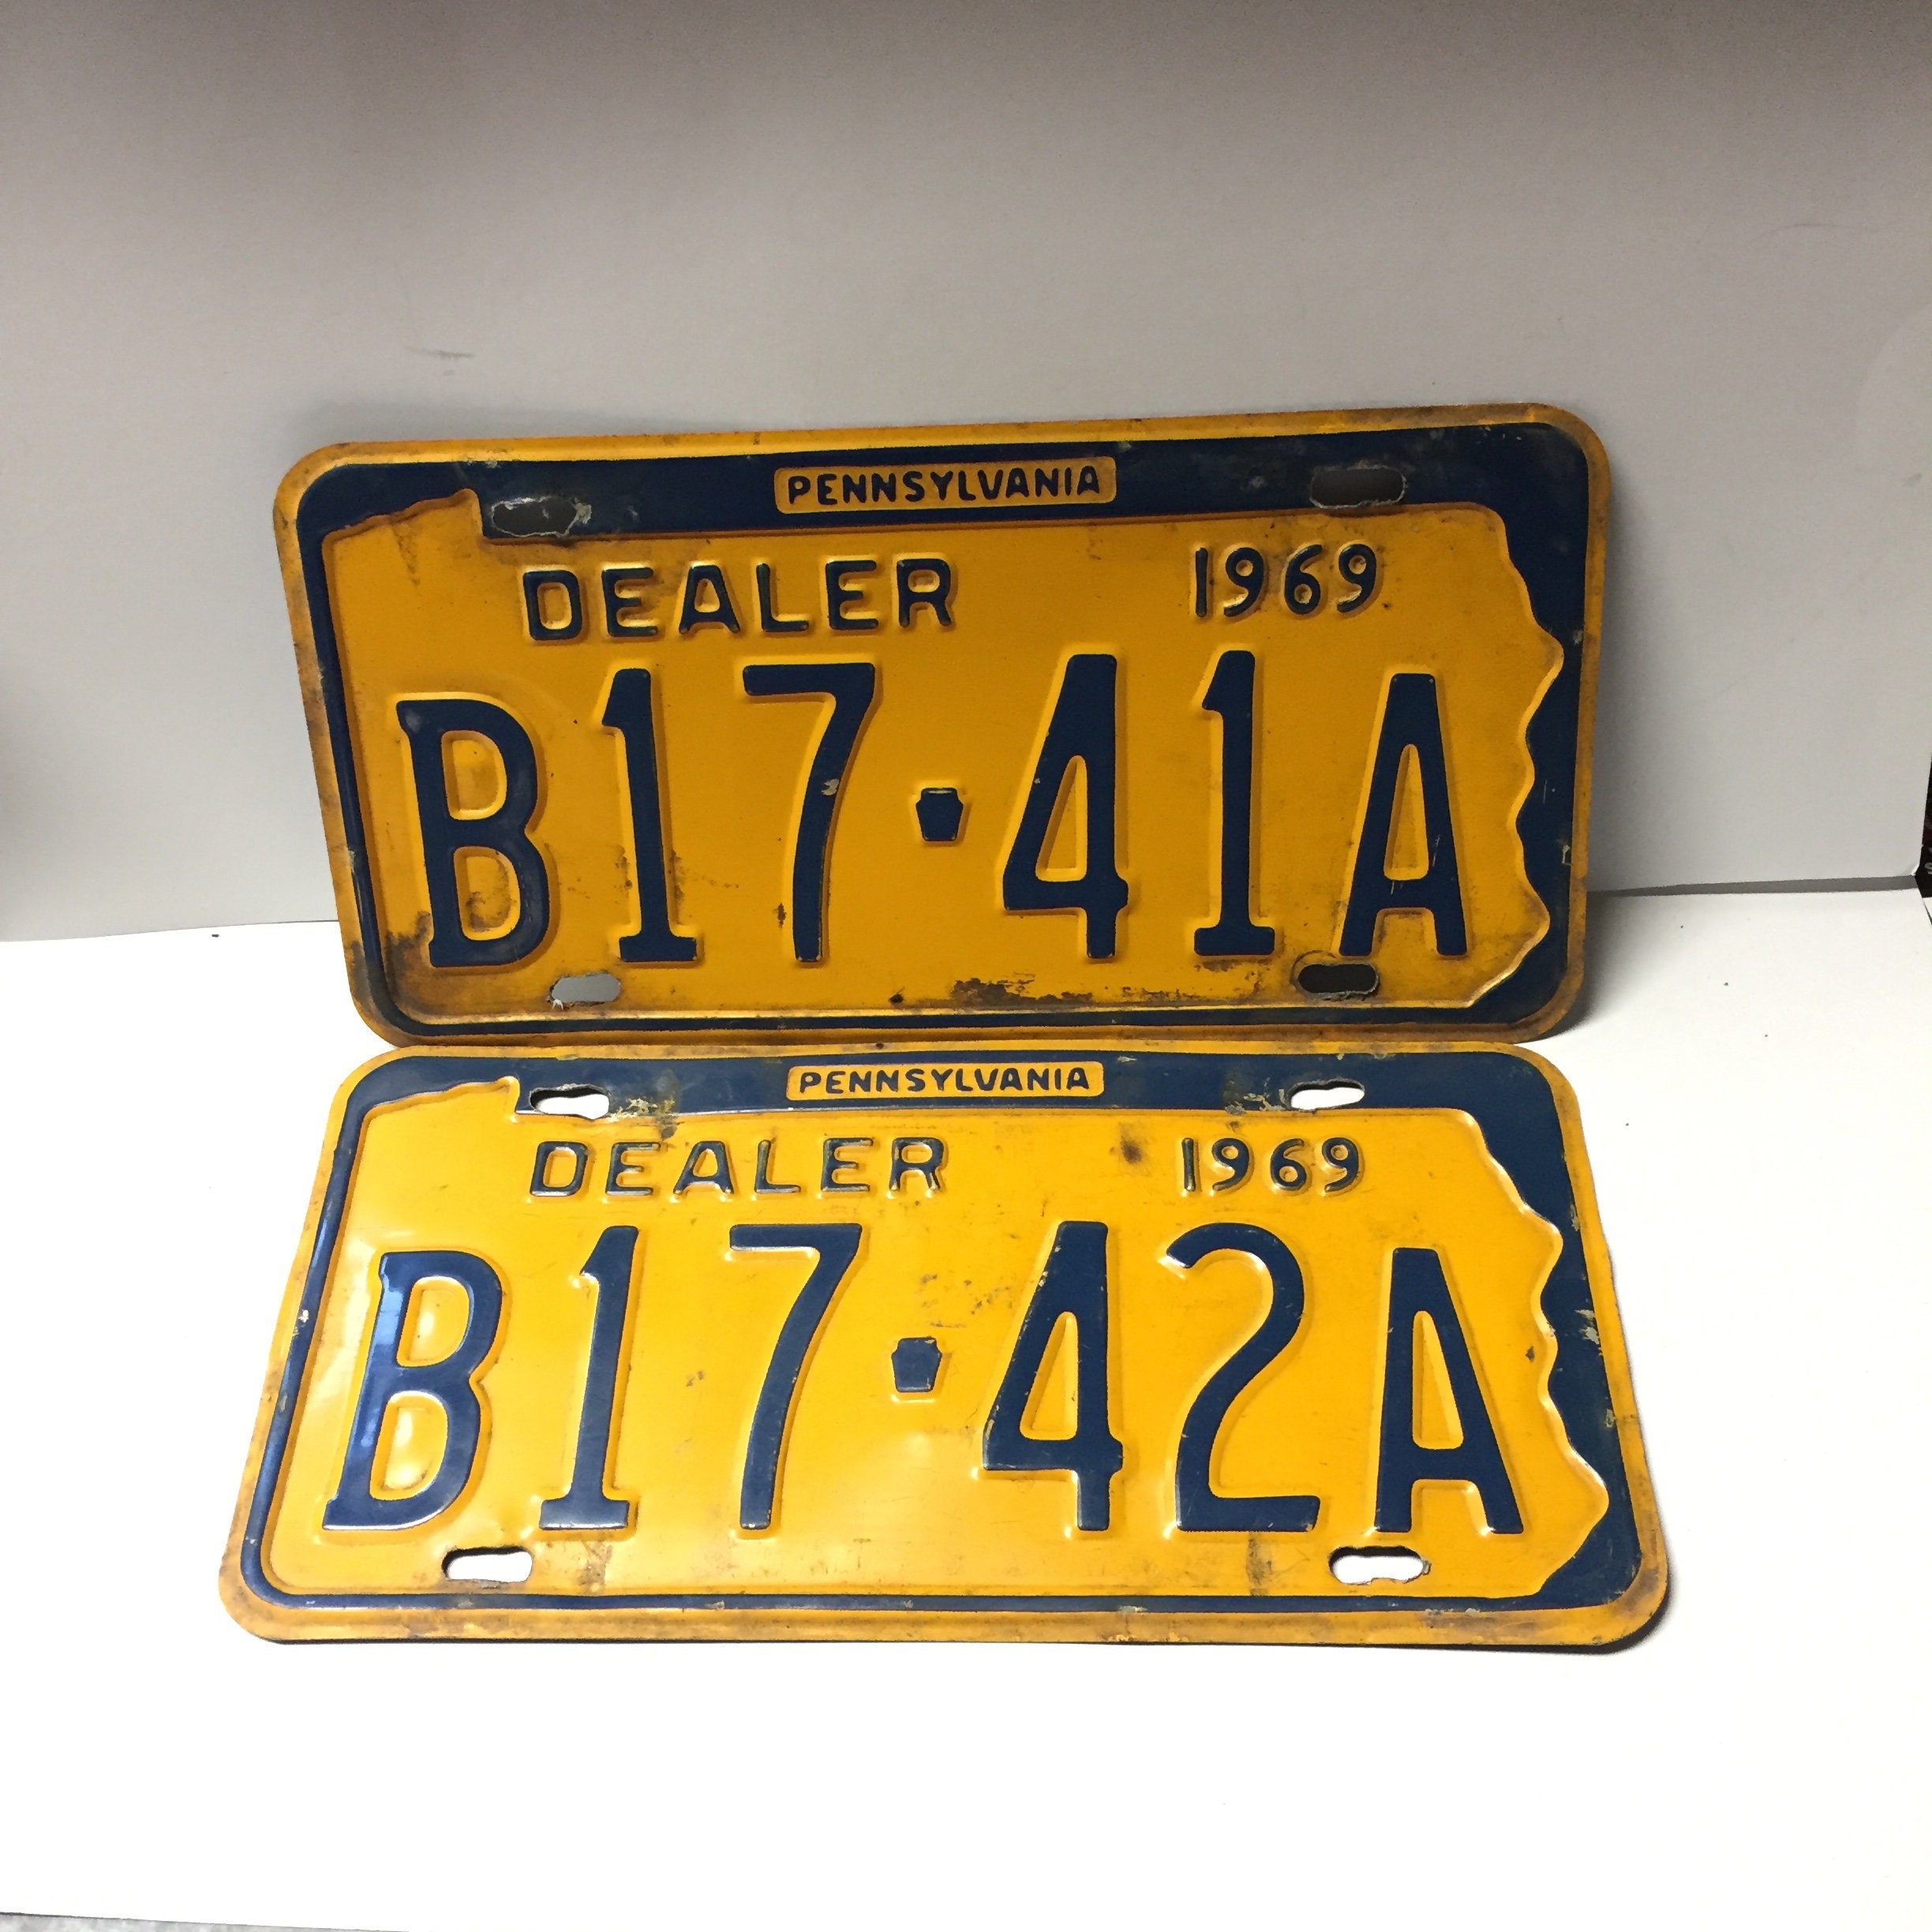 PENNSYLVANIA
DEALER 1969
B17·41A
PENNSYLVANIA
DEALER 1969
B17·42A